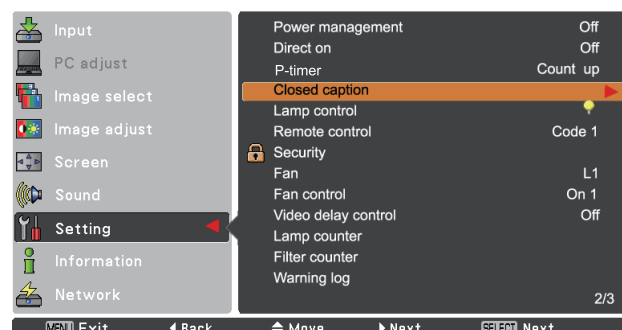 Input
PC adjust
Image select
Image adjust
Screen
Sound
Setting
Information
Network
Power management Off
Direct on Off
P-timer Count up
Closed caption
Lamp control
Remote control Code 1
Security
Fan L1
Fan control On 1
Video delay control Off
Lamp counter
Filter counter
Warning log
2/3
MENU Exit Back Move Next SELECT Next